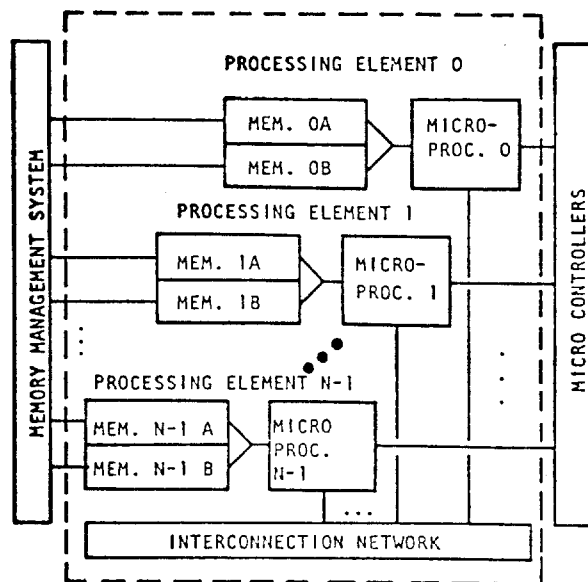 PROCESSING ELEMENT 0
MEM. 0A
MEM. 0B
MICRO-
PROC. 0
PROCESSING ELEMENT 1
MEM. 1A
MEM. 1B
MICRO-
PROC. 1
PROCESSING ELEMENT N-1
MEM. N-1 A
MEM. N-1 B
MICRO
PROC.
N-1
INTERCONNECTION NETWORK
MEMORY MANAGEMENT SYSTEM
MICRO CONTROLLERS